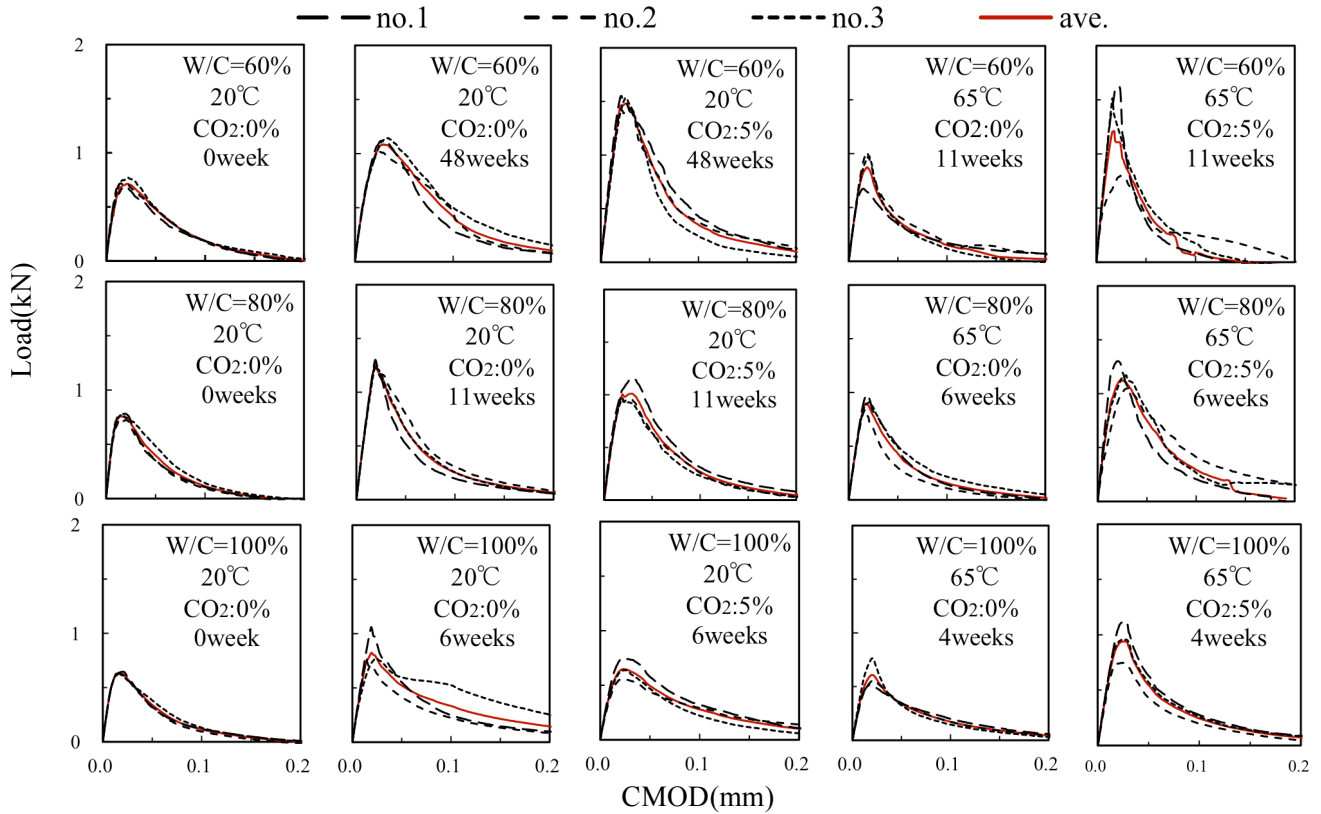 no.1 no.2 no.3 ave.
Load(kN)
2
1
0
W/C=60%
20℃
CO2:0%
0week
W/C=60%
20℃
CO2:0%
48weeks
W/C=60%
20℃
CO2:5%
48weeks
W/C=60%
65℃
CO2:0%
11weeks
W/C=60%
65℃
CO2:5%
11weeks
2
1
0
W/C=80%
20℃
CO2:0%
0weeks
W/C=80%
20℃
CO2:0%
11weeks
W/C=80%
20℃
CO2:5%
11weeks
W/C=80%
65℃
CO2:0%
6weeks
W/C=80%
65℃
CO2:5%
6weeks
2
1
0
W/C=100%
20℃
CO2:0%
0week
W/C=100%
20℃
CO2:0%
6weeks
W/C=100%
20℃
CO2:5%
6weeks
W/C=100%
65℃
CO2:0%
4weeks
W/C=100%
65℃
CO2:5%
4weeks
0.0 0.1 0.2 0.0 0.1 0.2 0.0 0.1 0.2 0.0 0.1 0.2 0.0 0.1 0.2
CMOD(mm)